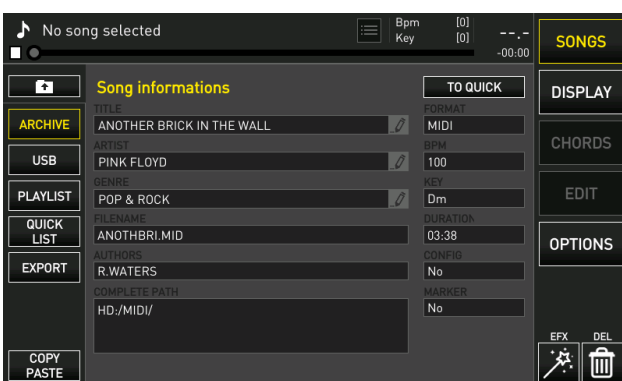 No song selected
Bpm [0]
Key [0]
--.-
-00:00
SONGS
DISPLAY
CHORDS
EDIT
OPTIONS
EFX DEL
ARCHIVE
USB
PLAYLIST
QUICK
LIST
EXPORT
COPY
PASTE
Song informations
TO QUICK
TITLE
ANOTHER BRICK IN THE WALL
ARTIST
PINK FLOYD
GENRE
POP & ROCK
FILENAME
ANOTHBRI.MID
AUTHORS
R.WATERS
COMPLETE PATH
HD:/MIDI/
FORMAT
MIDI
BPM
100
KEY
Dm
DURATION
03:38
CONFIG
No
MARKER
No